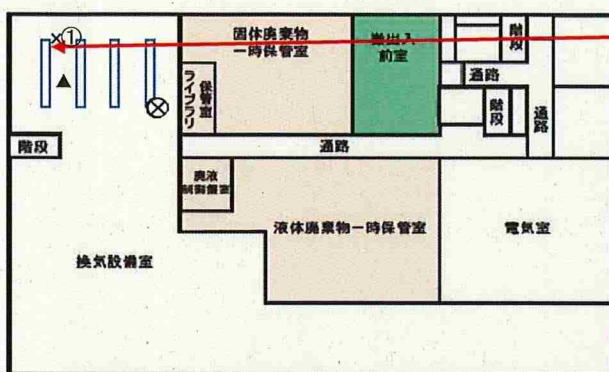 ×①
固体廃棄物
一時保管室
搬出入
前室
階段
通路
保管室
ライブラリ
階段
通路
階段
通路
廃液
制御盤室
液体廃棄物一時保管室
電気室
換気設備室